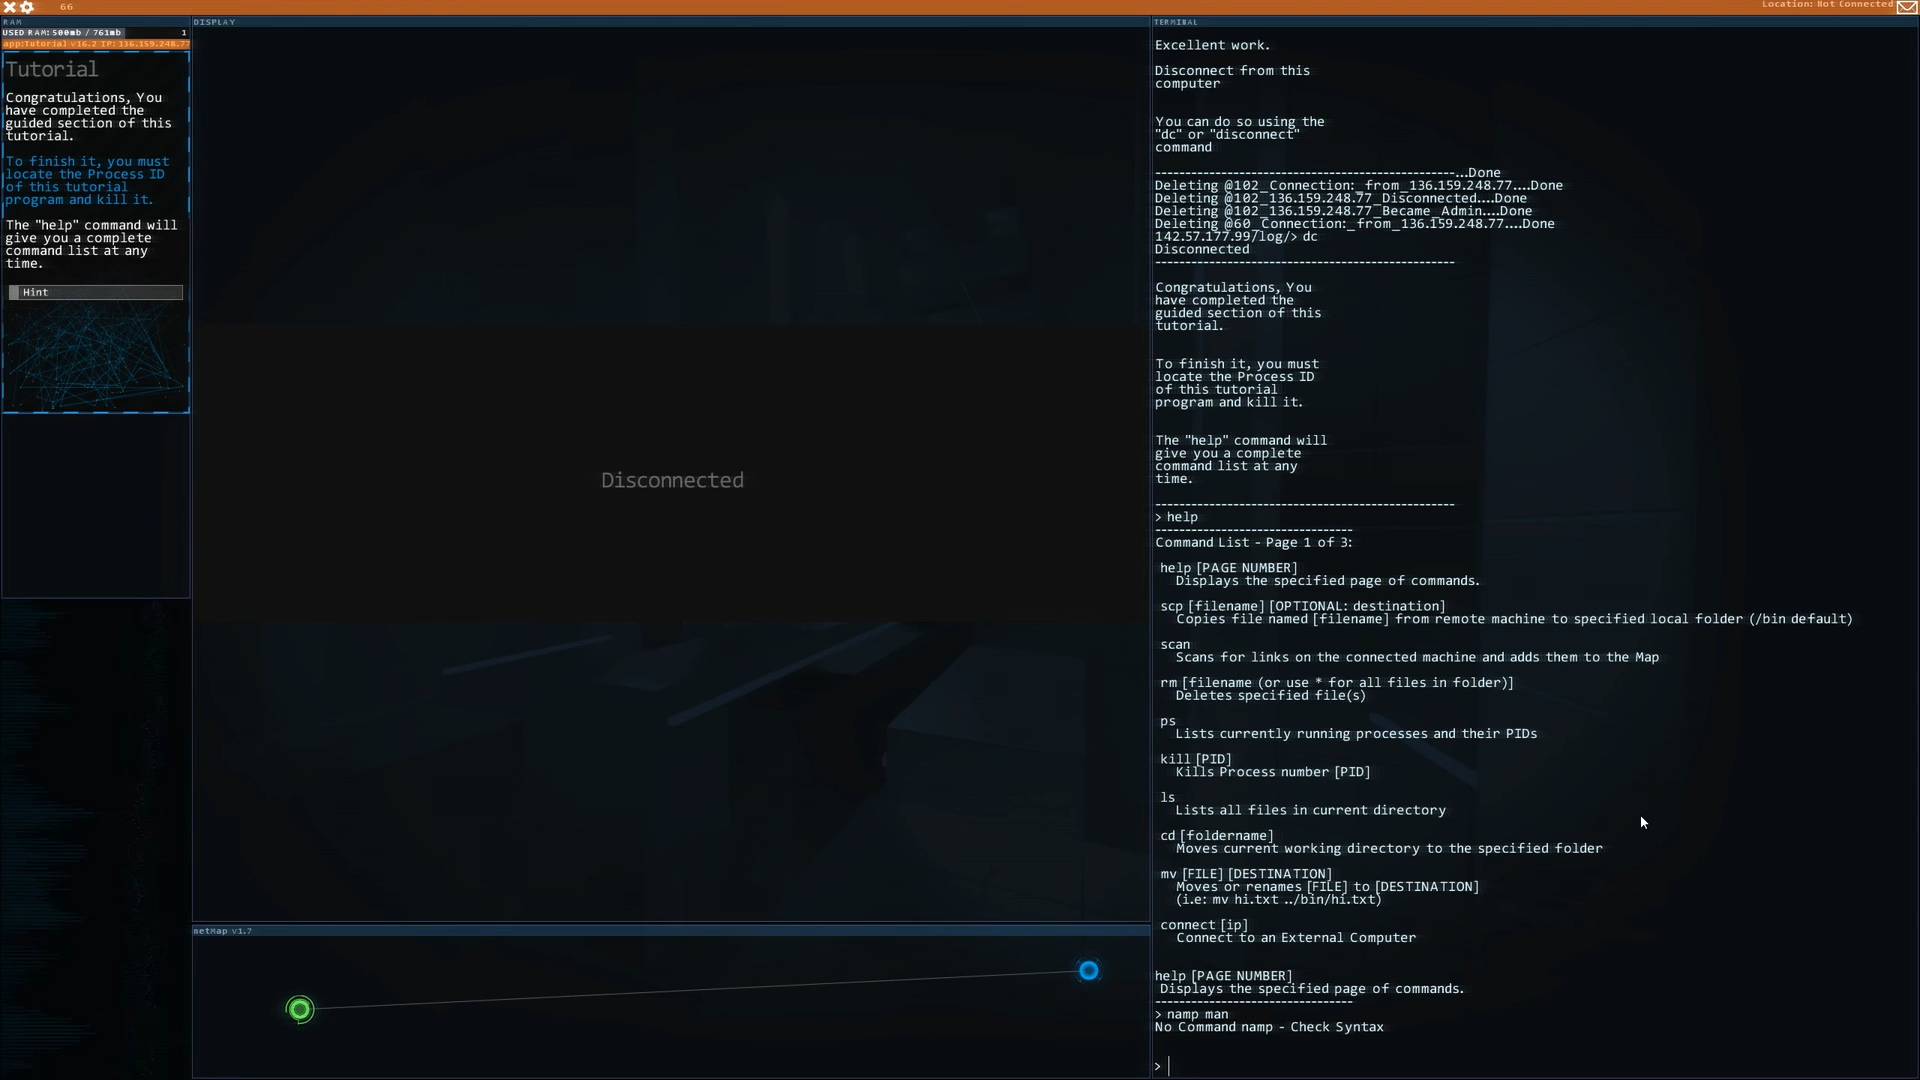 66
Location: Not Connected
RAM
USED RAM: 500mb / 761mb 1
app:Tutorial v16.2 IP: 136.159.248.77
Tutorial
Congratulations, You
have completed the
guided section of this
tutorial.
To finish it, you must
locate the Process ID
of this tutorial
program and kill it.
The "help" command will
give you a complete
command list at any
time.
Hint
DISPLAY
Disconnected
netMap v1.7
TERMINAL
Excellent work.
Disconnect from this
computer
You can do so using the
"dc" or "disconnect"
command
--------------------------------------------------...Done
Deleting @102_Connection:_from_136.159.248.77....Done
Deleting @102_136.159.248.77_Disconnected....Done
Deleting @102_136.159.248.77_Became_Admin....Done
Deleting @60_Connection:_from_136.159.248.77....Done
142.57.177.99/log/> dc
Disconnected
--------------------------------------------------
Congratulations, You
have completed the
guided section of this
tutorial.
To finish it, you must
locate the Process ID
of this tutorial
program and kill it.
The "help" command will
give you a complete
command list at any
time.
--------------------------------------------------
> help
---------------------------------
Command List - Page 1 of 3:
help [PAGE NUMBER]
Displays the specified page of commands.
scp [filename] [OPTIONAL: destination]
Copies file named [filename] from remote machine to specified local folder (/bin default)
scan
Scans for links on the connected machine and adds them to the Map
rm [filename (or use * for all files in folder)]
Deletes specified file(s)
ps
Lists currently running processes and their PIDs
kill [PID]
Kills Process number [PID]
ls
Lists all files in current directory
cd [foldername]
Moves current working directory to the specified folder
mv [FILE] [DESTINATION]
Moves or renames [FILE] to [DESTINATION]
(i.e: mv hi.txt ../bin/hi.txt)
connect [ip]
Connect to an External Computer
help [PAGE NUMBER]
Displays the specified page of commands.
---------------------------------
> namp man
No Command namp - Check Syntax
>